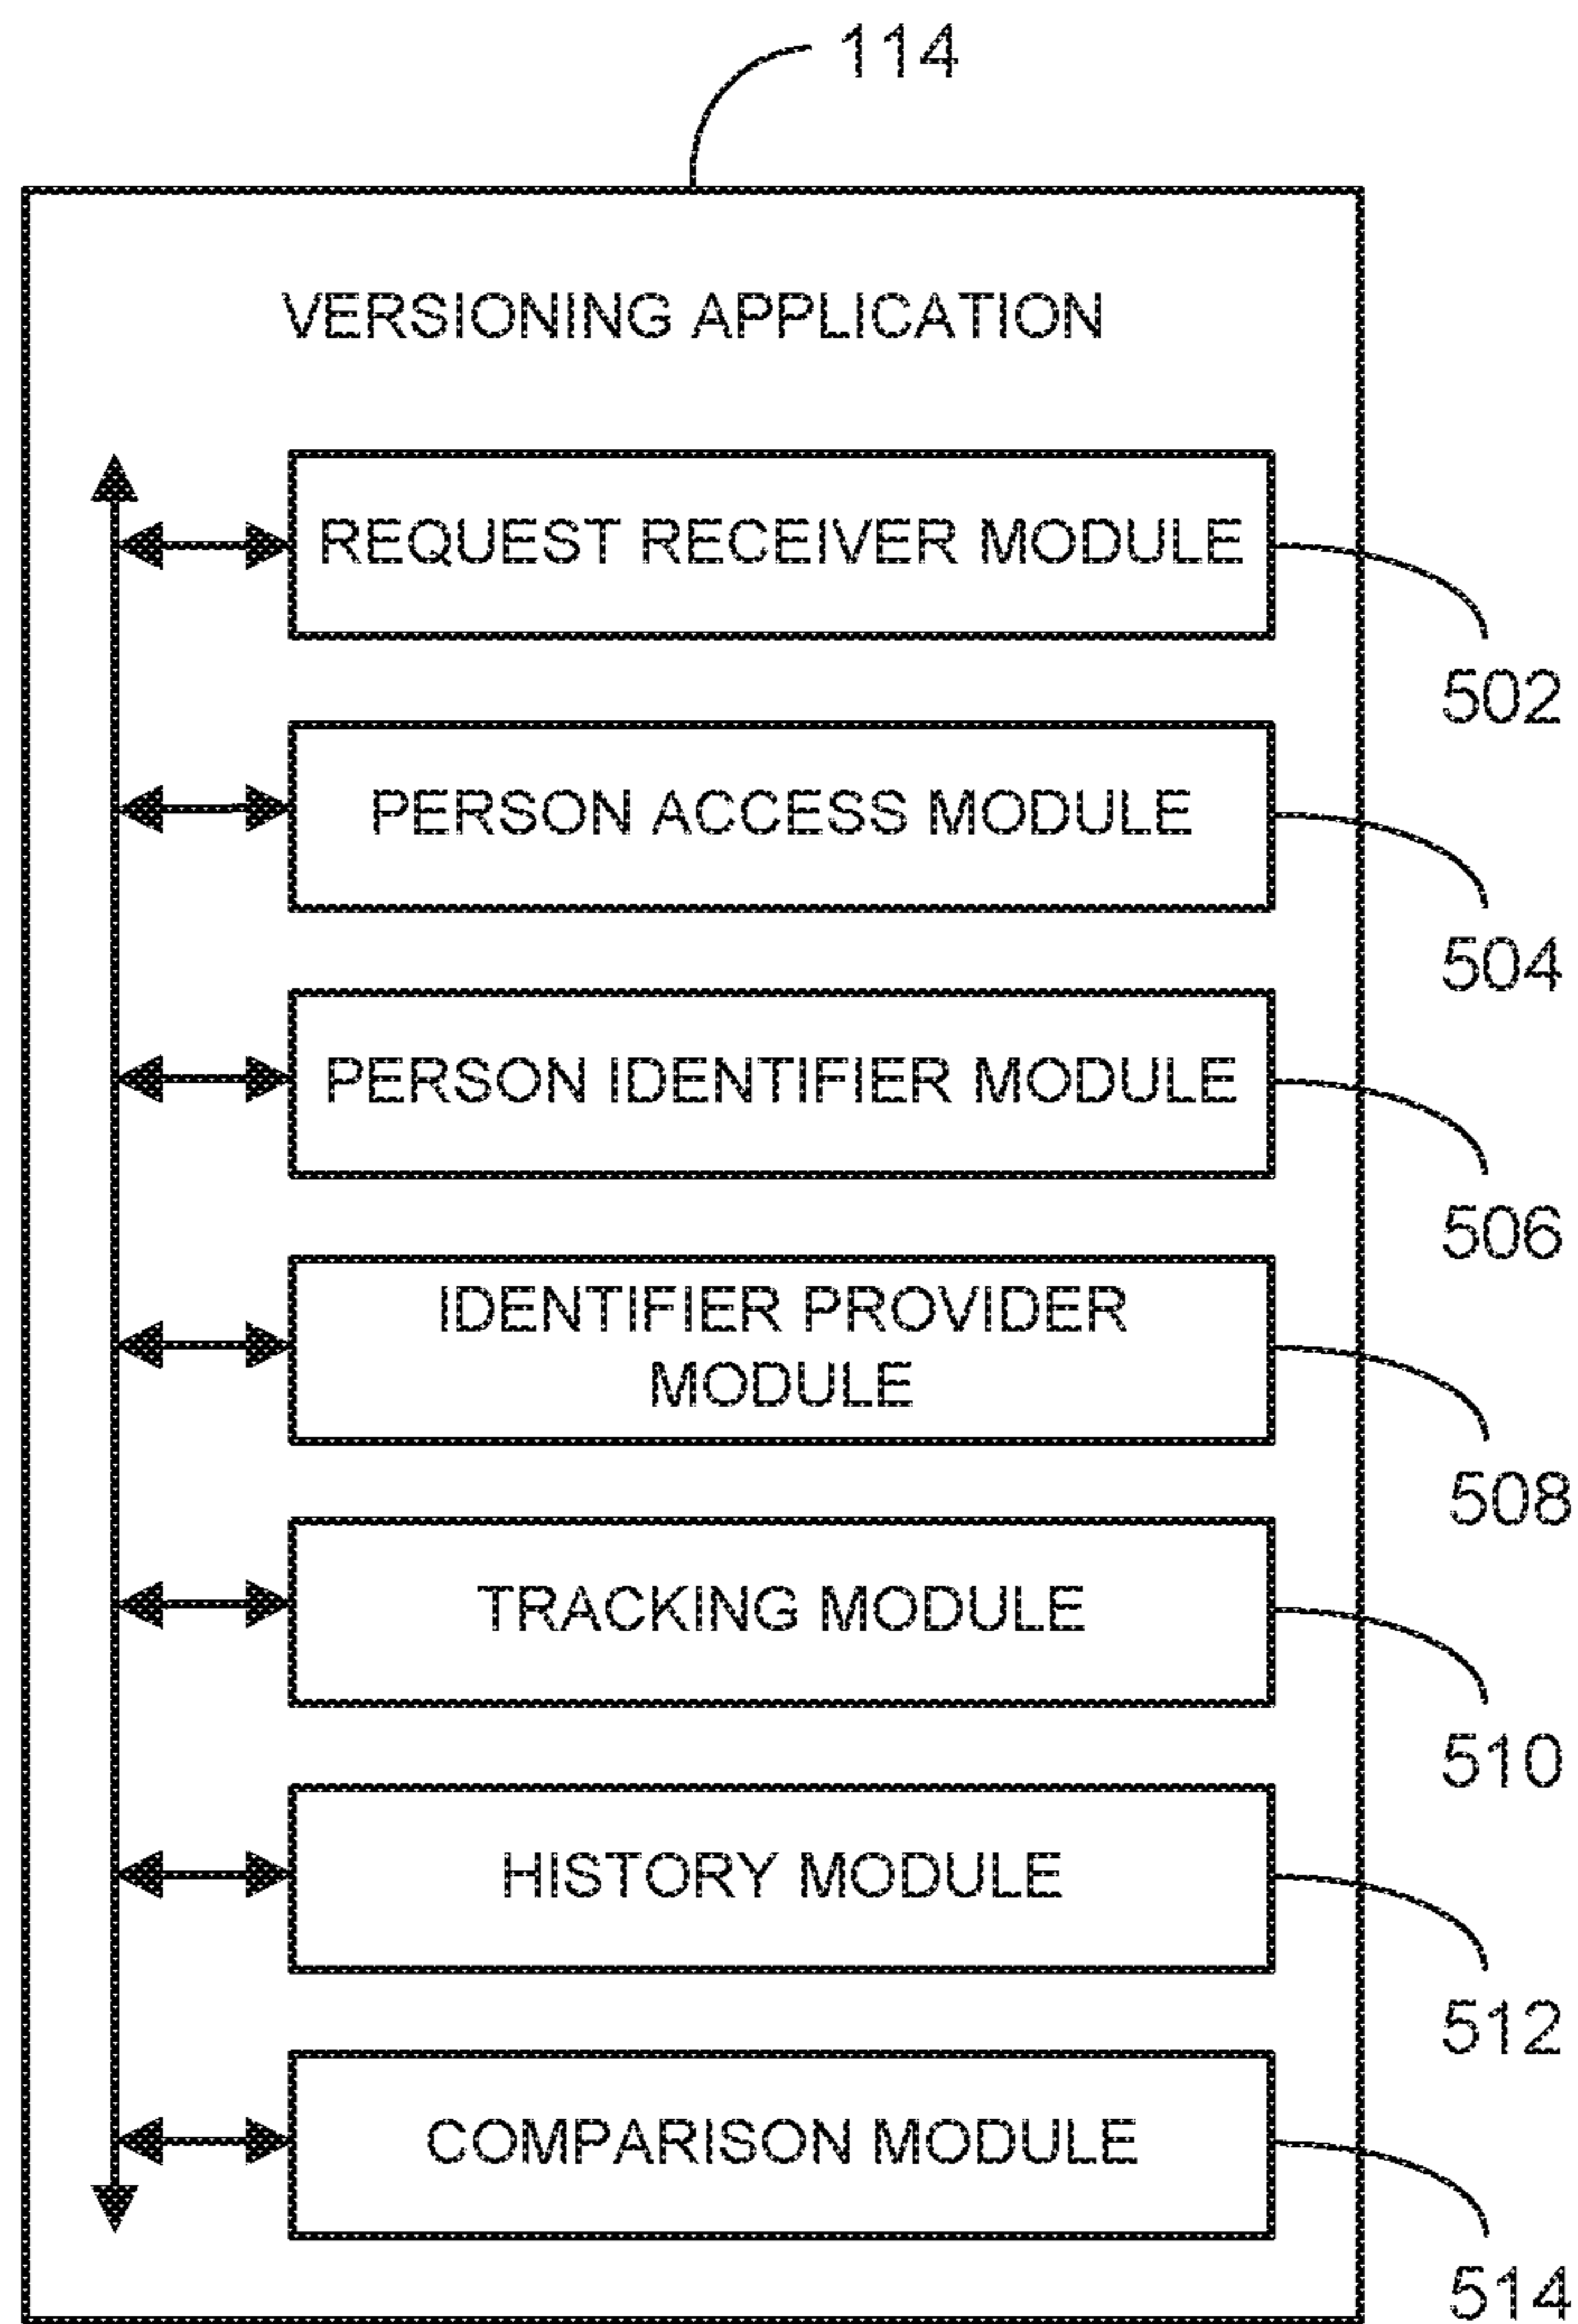 114
VERSIONING APPLICATION
REQUEST RECEIVER MODULE
502
PERSON ACCESS MODULE
504
PERSON IDENTIFIER MODULE
506
IDENTIFIER PROVIDER
MODULE
508
TRACKING MODULE
510
HISTORY MODULE
512
COMPARISON MODULE
514